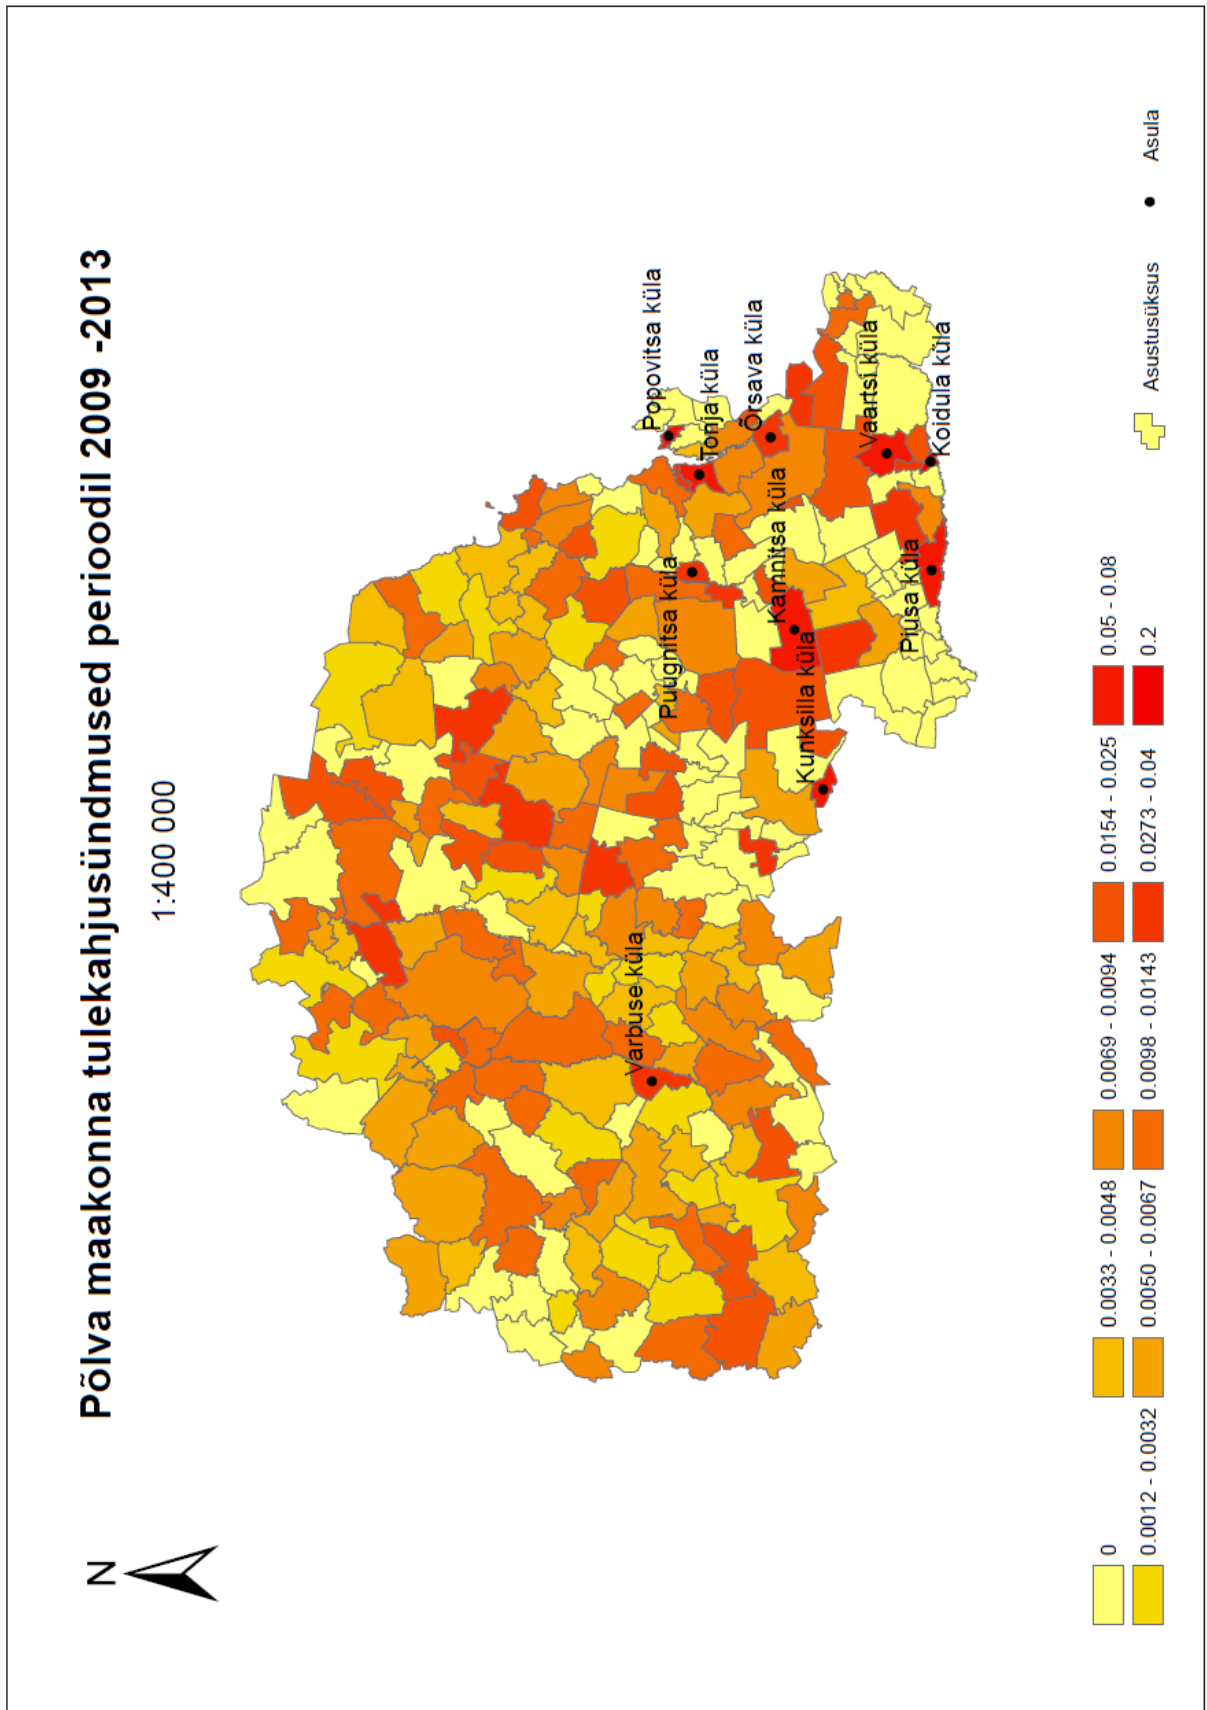 Põlva maakonna tulekahjusündmused perioodil 2009 -2013
1:400 000
N
Popovitsa küla
Tonja küla
Õrsava küla
Vaartsi küla
Koidula küla
Kamnitsa küla
Puugnitsa küla
Piusa küla
Kunksilla küla
Varbuse küla
0
0.0033 - 0.0048
0.0069 - 0.0094
0.0154 - 0.025
0.05 - 0.08
0.0012 - 0.0032
0.0050 - 0.0067
0.0098 - 0.0143
0.0273 - 0.04
0.2
Asustusüksus
Asula